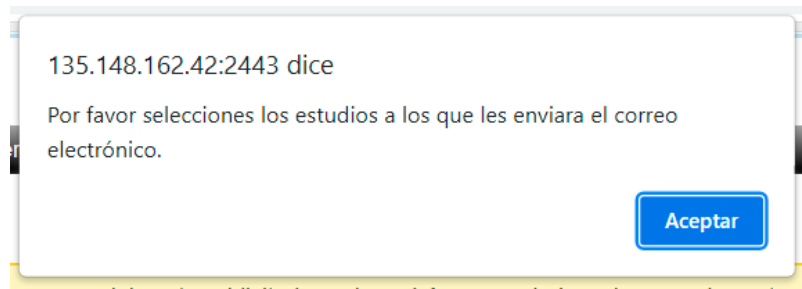 135.148.162.42:2443 dice
Por favor selecciones los estudios a los que les enviara el correo
electrónico.
Aceptar